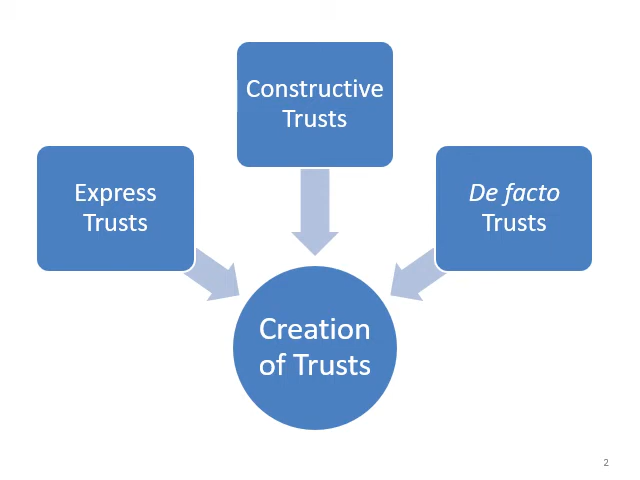 Constructive
Trusts
Express
Trusts
De facto
Trusts
Creation
of Trusts
2